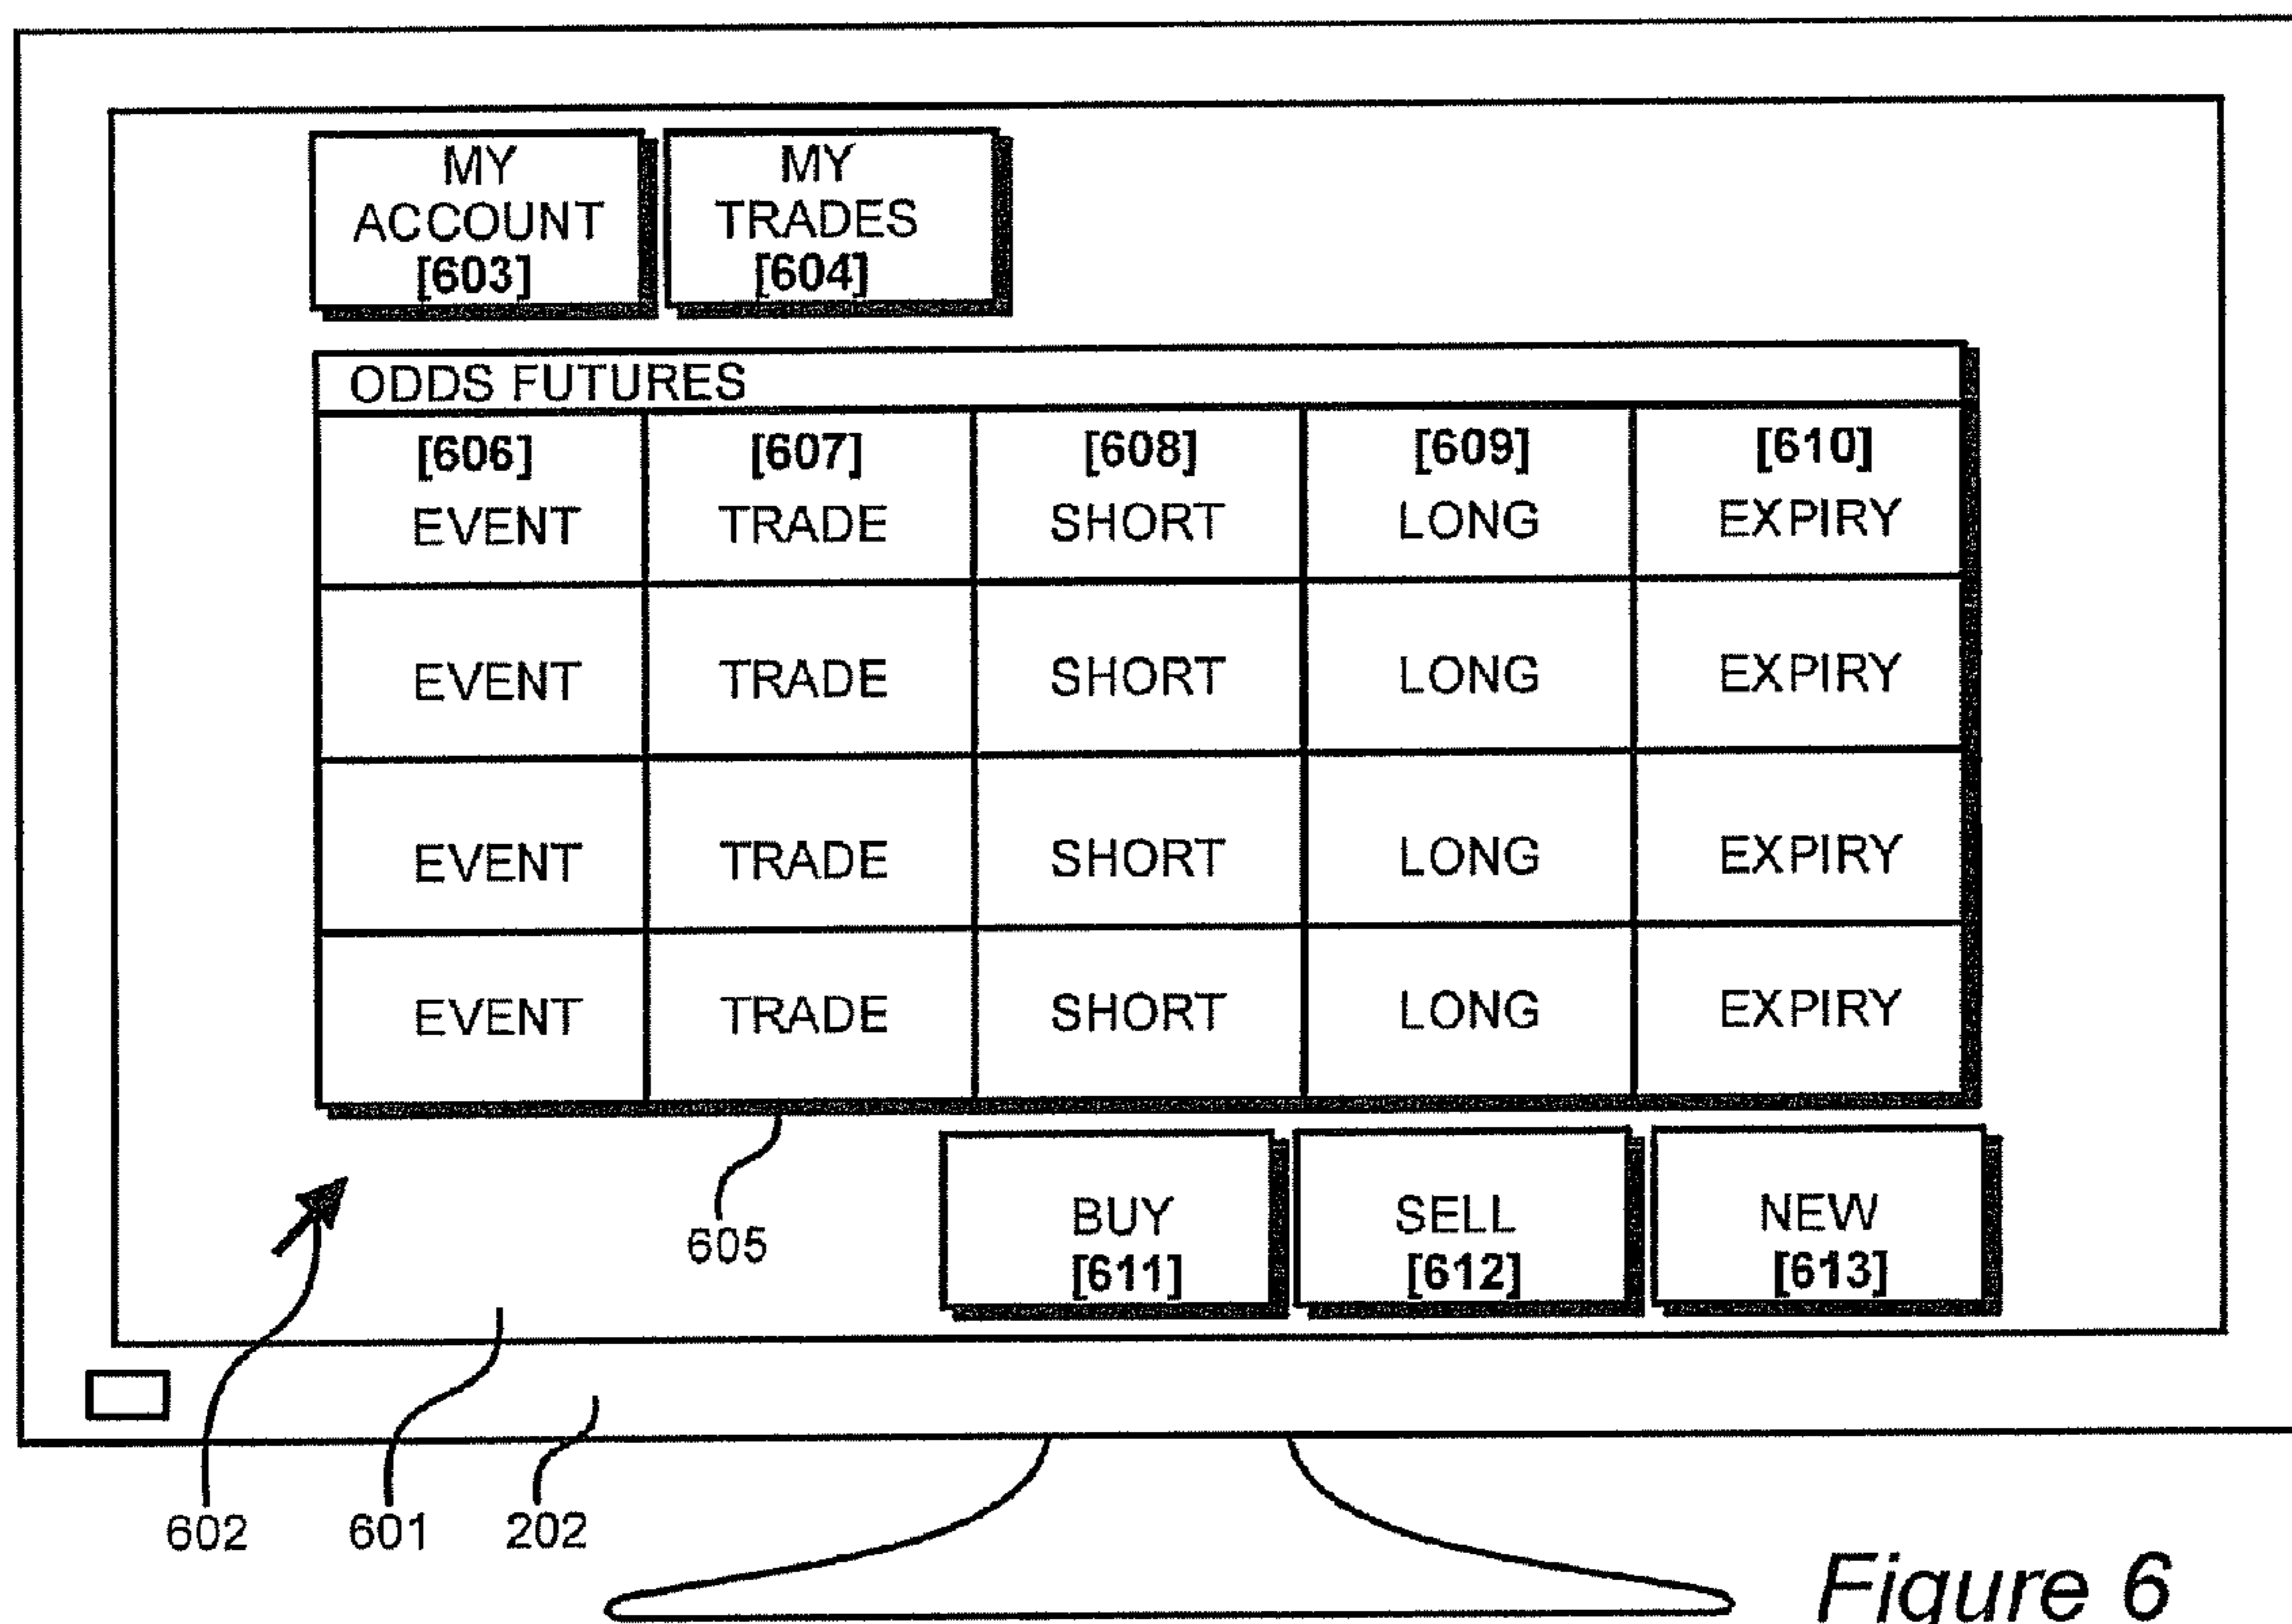 MY
ACCOUNT
[603]
MY
TRADES
[604]
ODDS FUTURES
[606] [607] [608] [609] [610]
EVENT TRADE SHORT LONG EXPIRY
EVENT TRADE SHORT LONG EXPIRY
EVENT TRADE SHORT LONG EXPIRY
EVENT TRADE SHORT LONG EXPIRY
605
BUY
[611]
SELL
[612]
NEW
[613]
602 601 202
Figure 6